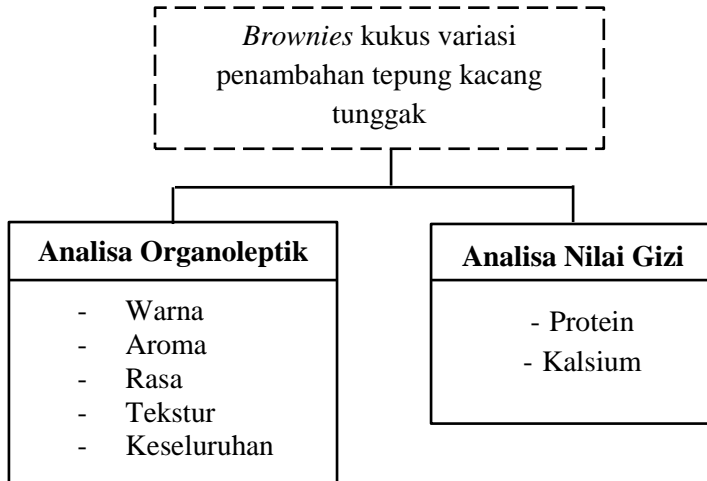 Brownies kukus variasi
penambahan tepung kacang
tunggak
Analisa Organoleptik
- Warna
- Aroma
- Rasa
- Tekstur
- Keseluruhan
Analisa Nilai Gizi
- Protein
- Kalsium